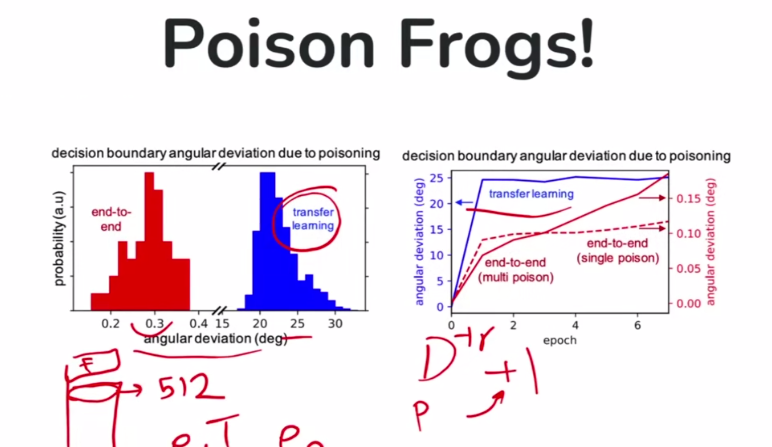 Poison Frogs!
decision boundary angular deviation due to poisoning
probability (a.u)
end-to-
end
transfer
learning
0.2 0.3 0.4 15 20 25 30
angular deviation (deg)
decision boundary angular deviation due to poisoning
angular deviation (deg)
25
20
15
10
5
0
transfer learning
end-to-end
(multi poison)
end-to-end
(single poison)
0.15
0.10
0.05
0.00
angular deviation (deg)
0 2 4 6
epoch
F
512
D tr
+1
p